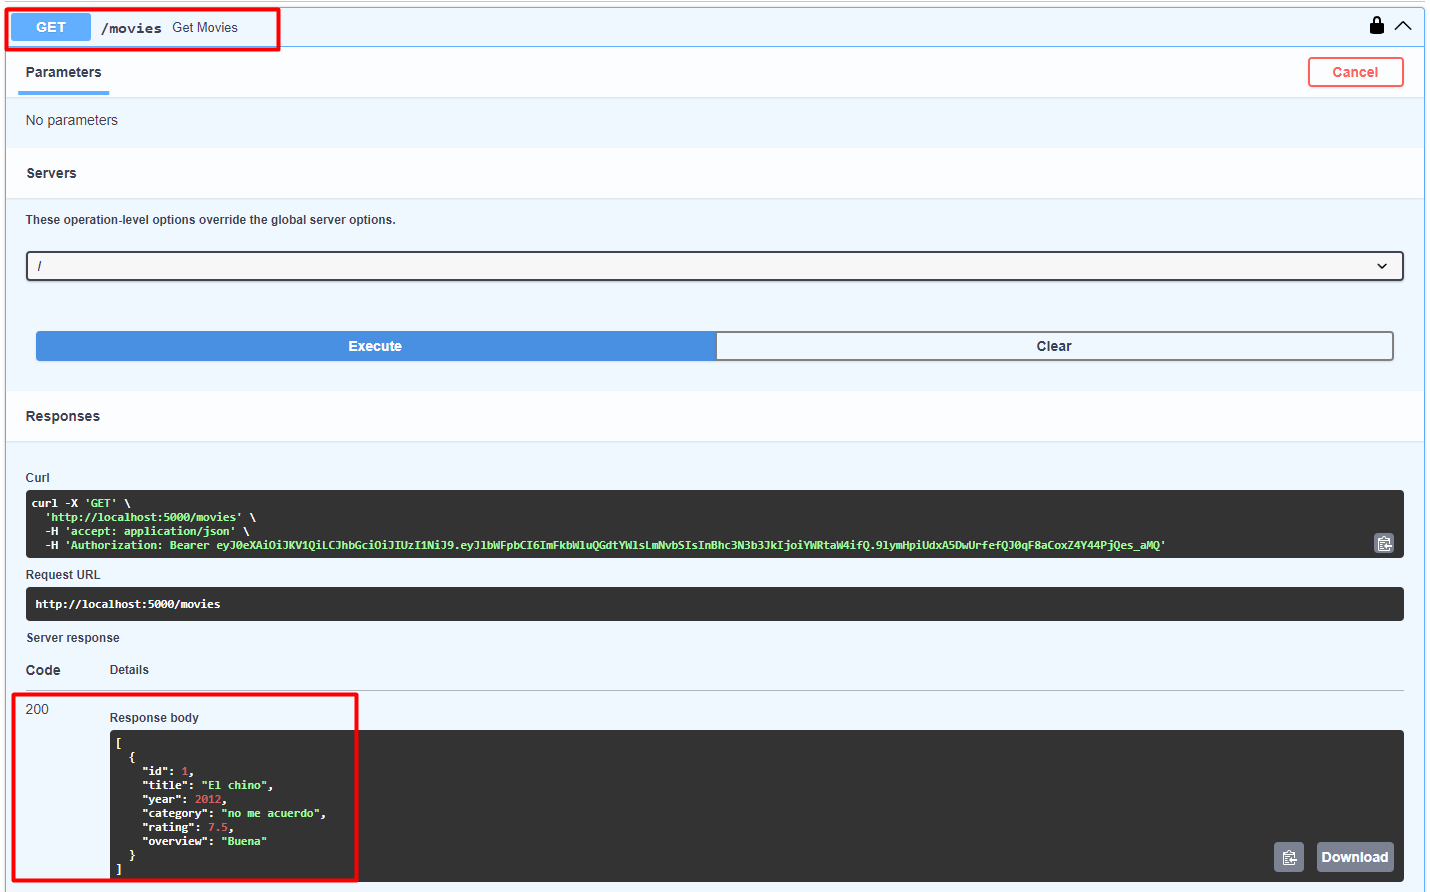 GET /movies Get Movies
Parameters
Cancel
No parameters
Servers
These operation-level options override the global server options.
/
Execute
Clear
Responses
Curl
curl -X 'GET' \
'http://localhost:5000/movies' \
-H 'accept: application/json' \
-H 'Authorization: Bearer eyJ0eXAiOiJKV1QiLCJhbGciOiJIUzI1NiJ9.eyJlbWFpbCI6ImFkbWluQGdtYWlsLmNvbSIsInBhc3N3b3JkIjoiYWRtaW4ifQ.9lymHpiUdxA5DwUrfefQJ0qF8aCoxZ4Y44PjQes_aMQ'
Request URL
http://localhost:5000/movies
Server response
Code Details
200
Response body
[
{
"id": 1,
"title": "El chino",
"year": 2012,
"category": "no me acuerdo",
"rating": 7.5,
"overview": "Buena"
}
]
Download